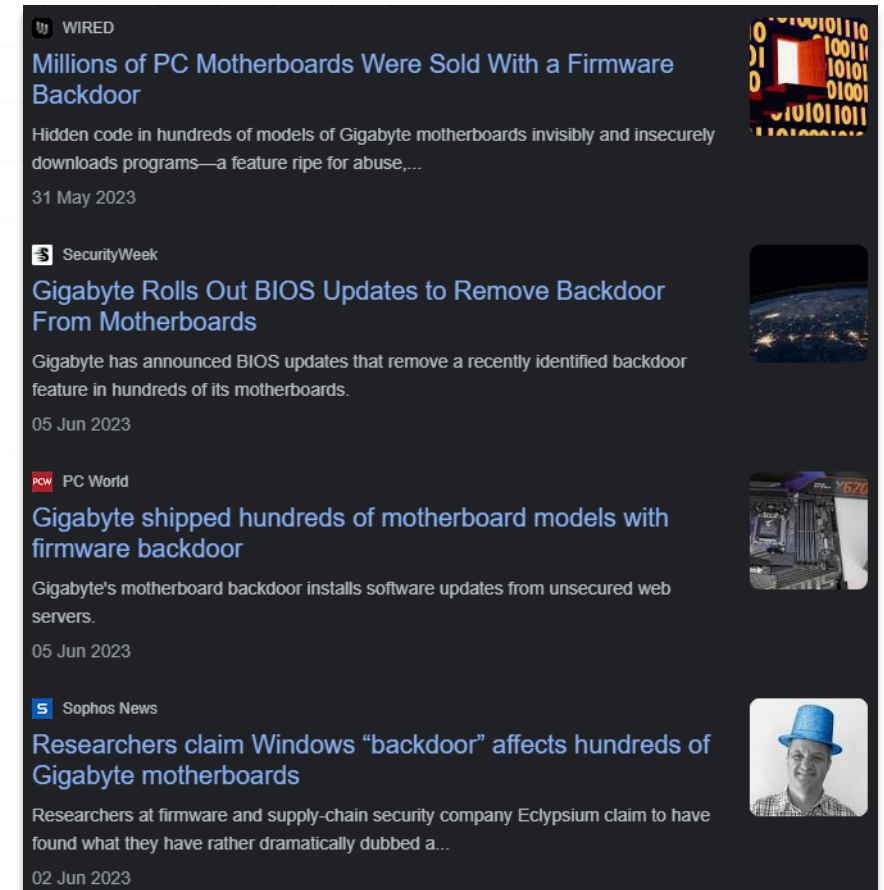 WIRED
Millions of PC Motherboards Were Sold With a Firmware
Backdoor
Hidden code in hundreds of models of Gigabyte motherboards invisibly and insecurely
downloads programs—a feature ripe for abuse,...
31 May 2023
SecurityWeek
Gigabyte Rolls Out BIOS Updates to Remove Backdoor
From Motherboards
Gigabyte has announced BIOS updates that remove a recently identified backdoor
feature in hundreds of its motherboards.
05 Jun 2023
PCW PC World
Gigabyte shipped hundreds of motherboard models with
firmware backdoor
Gigabyte's motherboard backdoor installs software updates from unsecured web
servers.
05 Jun 2023
S Sophos News
Researchers claim Windows “backdoor” affects hundreds of
Gigabyte motherboards
Researchers at firmware and supply-chain security company Eclypsium claim to have
found what they have rather dramatically dubbed a...
02 Jun 2023